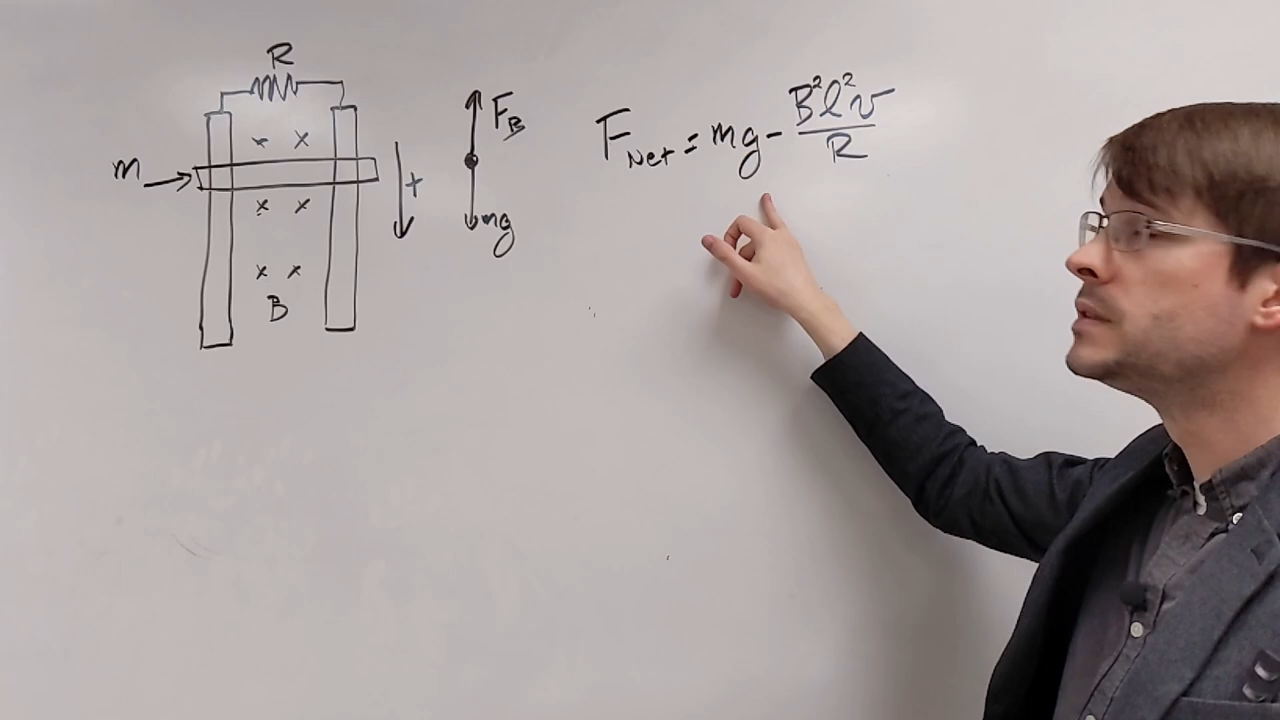 R
x x
m
x x
+
x x
B
F_B
mg
F_Net = mg - B²l²v/R